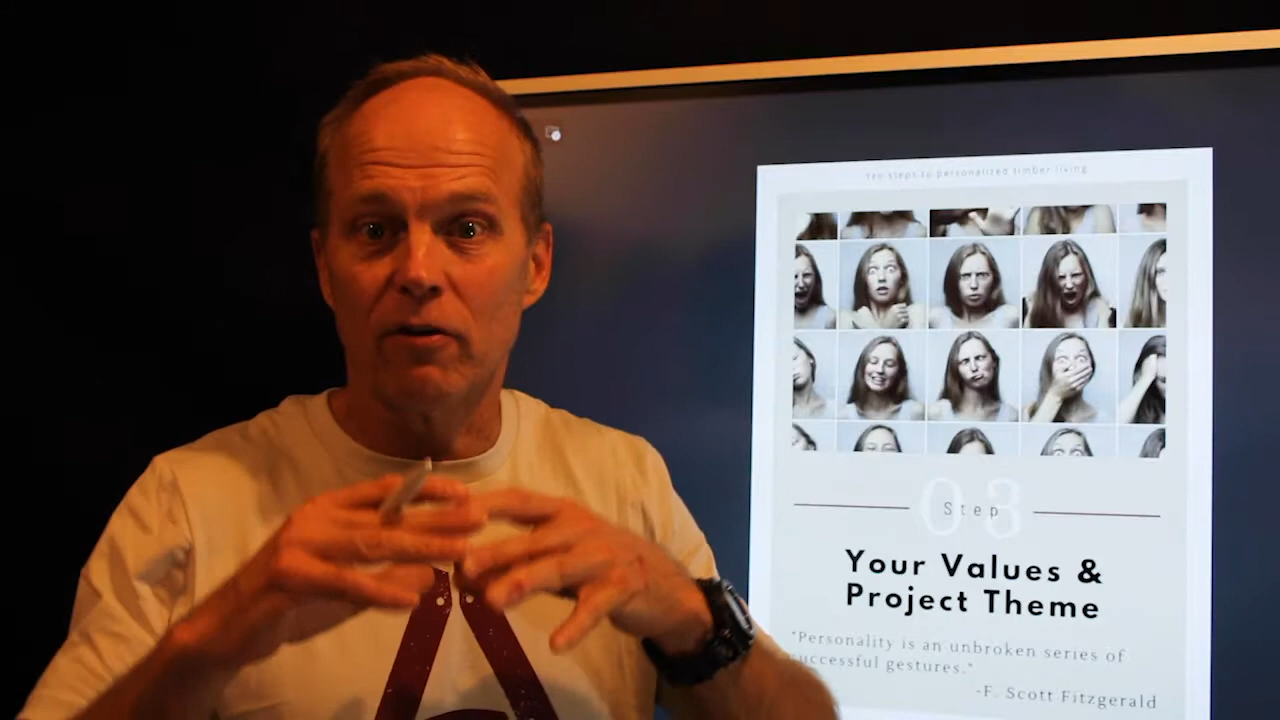 ten steps to personalized timber living
03
Step
Your Values &
Project Theme
"Personality is an unbroken series of
successful gestures."
-F. Scott Fitzgerald